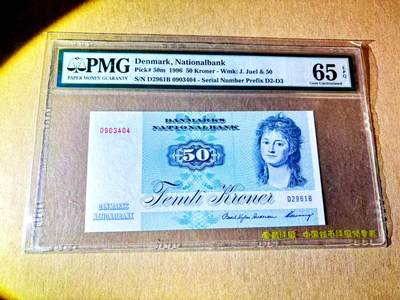 PMG
PAPER MONEY GUARANTY
Denmark, Nationalbank
Pick# 50m 1996 50 Kroner - Wmk: J. Juel & 50
S/N D2961B 0903404 - Serial Number Prefix D2-D3
65 EPQ
Gem Uncirculated
DANMARKS
NATIONALBANK
0903404
50
Femti Kroner
D2961B
DANMARKS
NATIONALBANK